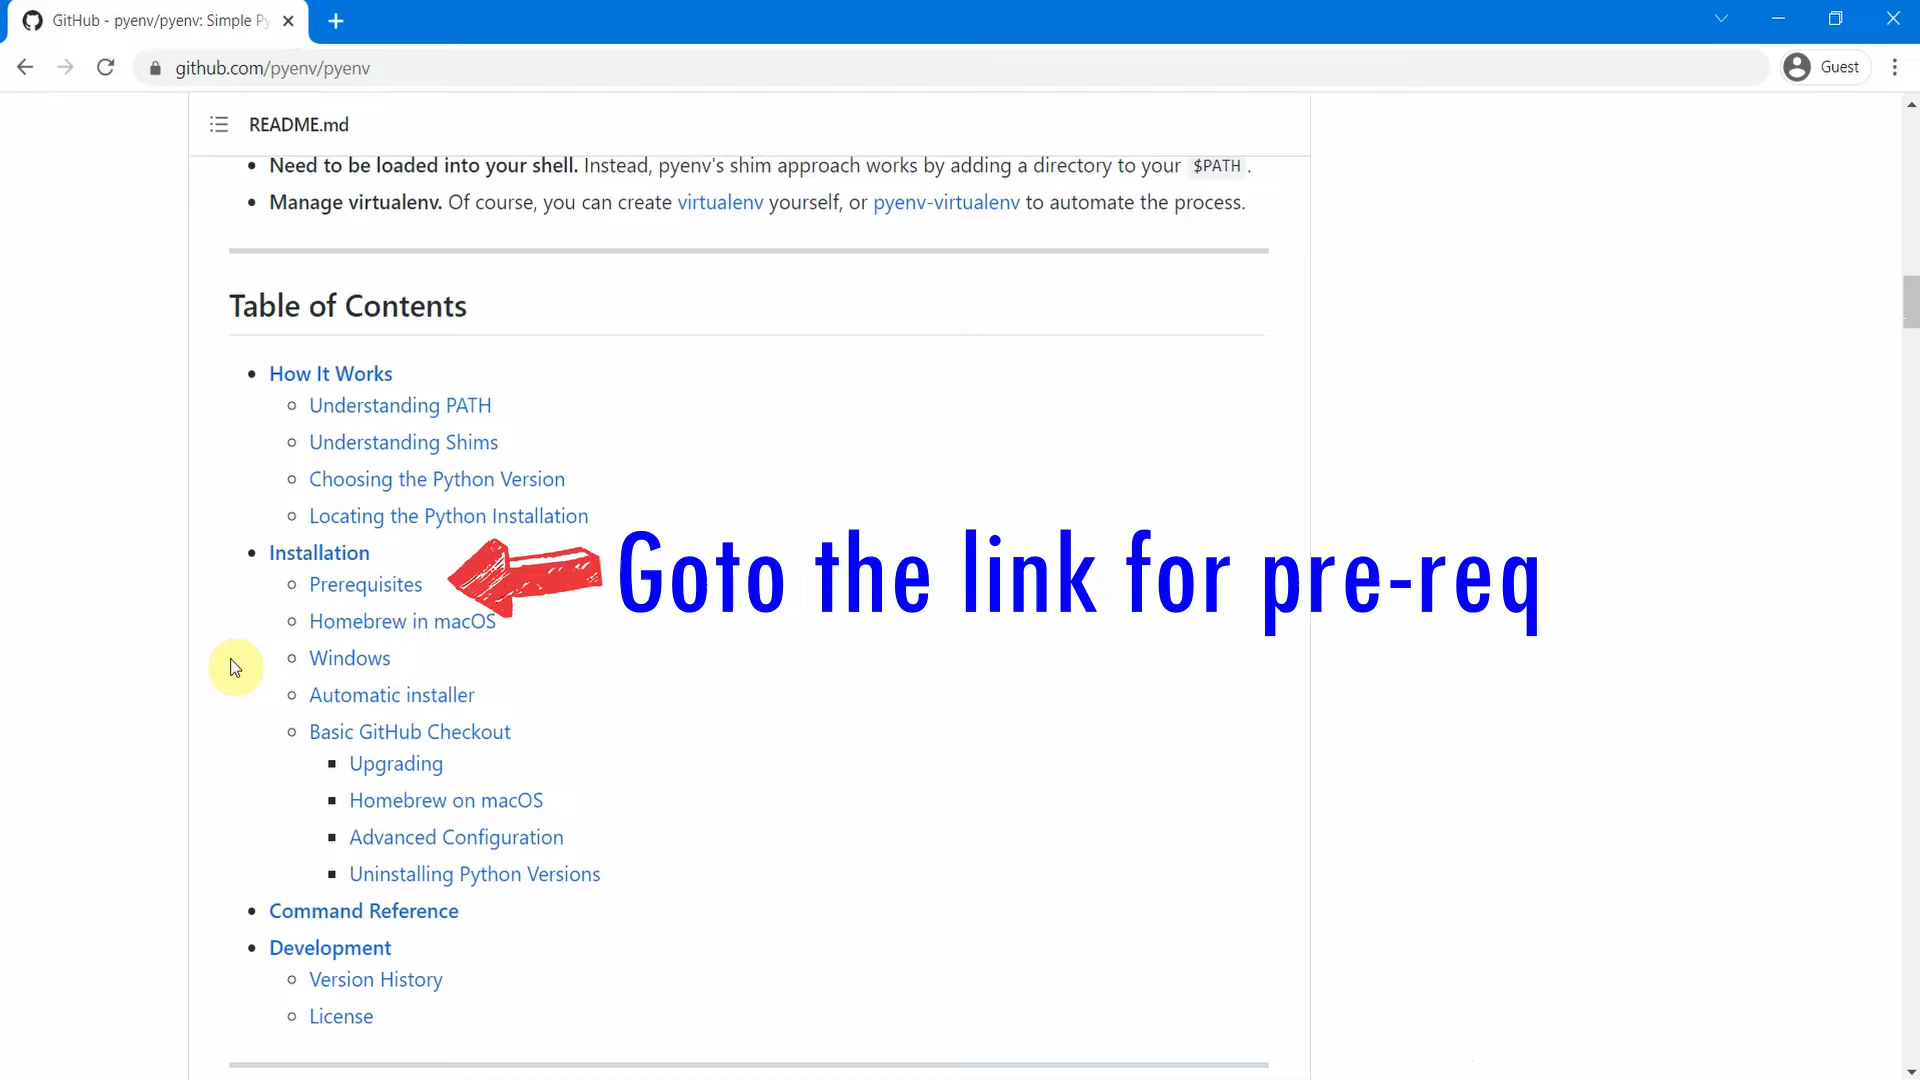 GitHub - pyenv/pyenv: Simple Py
github.com/pyenv/pyenv
Guest
README.md
Need to be loaded into your shell. Instead, pyenv's shim approach works by adding a directory to your $PATH .
Manage virtualenv. Of course, you can create virtualenv yourself, or pyenv-virtualenv to automate the process.
Table of Contents
How It Works
Understanding PATH
Understanding Shims
Choosing the Python Version
Locating the Python Installation
Installation
Prerequisites
Goto the link for pre-req
Homebrew in macOS
Windows
Automatic installer
Basic GitHub Checkout
Upgrading
Homebrew on macOS
Advanced Configuration
Uninstalling Python Versions
Command Reference
Development
Version History
License